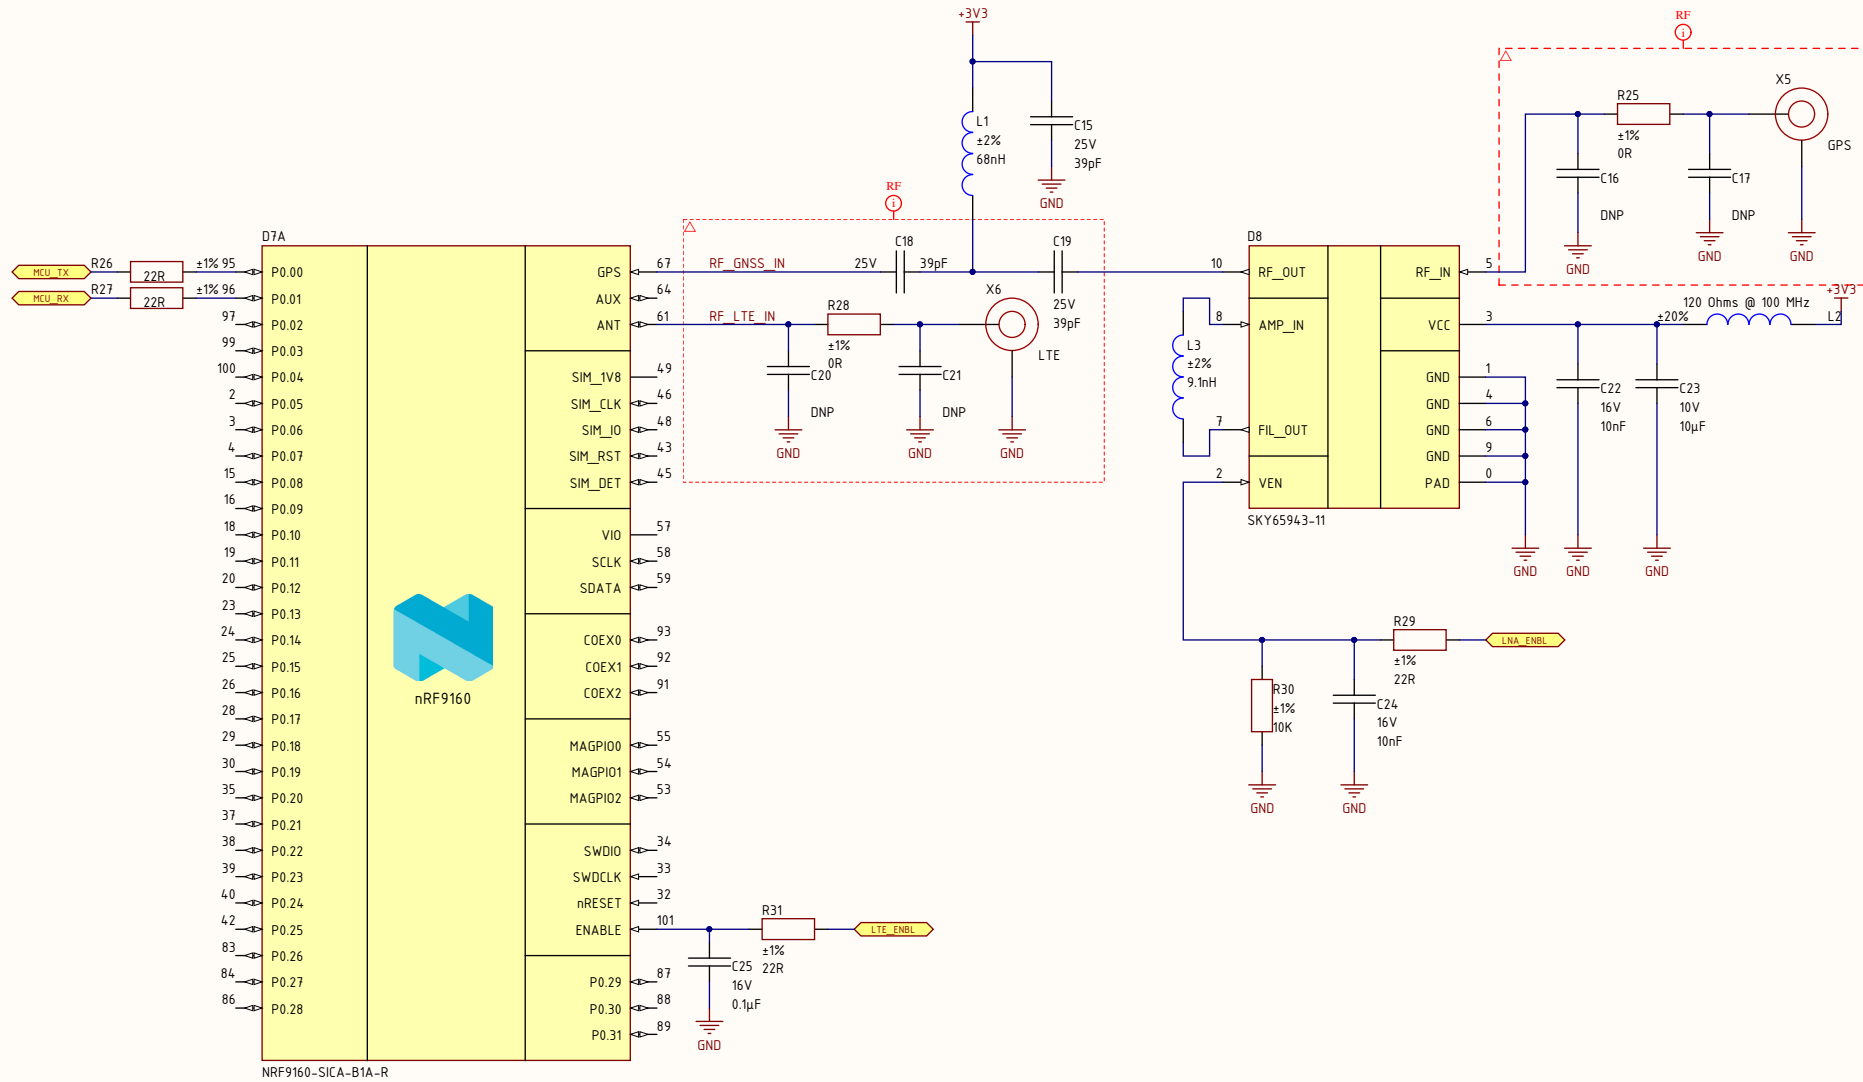 +3V3
RF
X5
R25
±1%
0R
GPS
C16
C17
DNP
DNP
GND
GND
GND
L1
±2%
68nH
C15
25V
39pF
GND
RF
D7A
R26
MCU_TX
22R
±1%
95
P0.00
R27
MCU_RX
22R
±1%
96
P0.01
97
P0.02
99
P0.03
100
P0.04
2
P0.05
3
P0.06
4
P0.07
15
P0.08
16
P0.09
18
P0.10
19
P0.11
20
P0.12
23
P0.13
24
P0.14
25
P0.15
26
P0.16
28
P0.17
29
P0.18
30
P0.19
35
P0.20
37
P0.21
38
P0.22
39
P0.23
40
P0.24
42
P0.25
83
P0.26
84
P0.27
86
P0.28
nRF9160
GPS
67
AUX
64
ANT
61
SIM_1V8
49
SIM_CLK
46
SIM_IO
48
SIM_RST
43
SIM_DET
45
VIO
57
SCLK
58
SDATA
59
COEX0
93
COEX1
92
COEX2
91
MAGPIO0
55
MAGPIO1
54
MAGPIO2
53
SWDIO
34
SWDCLK
33
nRESET
32
ENABLE
101
P0.29
87
P0.30
88
P0.31
89
NRF9160-SICA-B1A-R
RF_GNSS_IN
25V
C18
39pF
C19
25V
39pF
RF_LTE_IN
R28
±1%
0R
X6
LTE
C20
DNP
GND
C21
DNP
GND
GND
D8
10
RF_OUT
8
AMP_IN
7
FIL_OUT
2
VEN
RF_IN
5
VCC
3
GND
1
GND
4
GND
6
GND
9
PAD
0
SKY65943-11
L3
±2%
9.1nH
120 Ohms @ 100 MHz
+3V3
±20%
L2
C22
16V
10nF
C23
10V
10µF
GND
GND
GND
R29
±1%
22R
LNA_ENBL
R30
±1%
10K
C24
16V
10nF
GND
GND
R31
±1%
22R
LTE_ENBL
C25
16V
0.1µF
GND